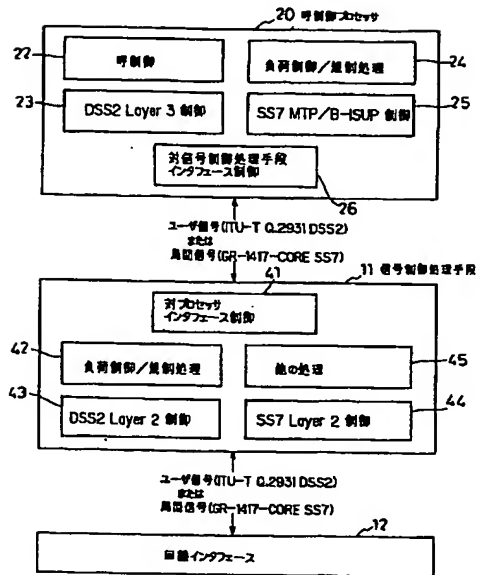 20 呼制御プロセッサ
22
呼制御
負荷制御/規制処理
24
23
DSS2 Layer 3 制御
SS7 MTP/B-ISUP 制御
25
対信号制御処理手段
インタフェース制御
26
ユーザ信号(ITU-T Q.2931 DSS2)
または
局間信号(GR-1417-CORE SS7)
11 信号制御処理手段
41
対プロセッサ
インタフェース制御
42
負荷制御/規制処理
他の処理
45
43
DSS2 Layer 2 制御
SS7 Layer 2 制御
44
ユーザ信号(ITU-T Q.2931 DSS2)
または
局間信号(GR-1417-CORE SS7)
12
回線インタフェース